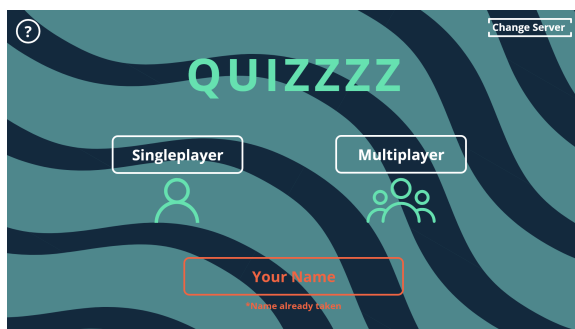 ?
Change Server
QUIZZZZ
Singleplayer
Multiplayer
Your Name
*Name already taken